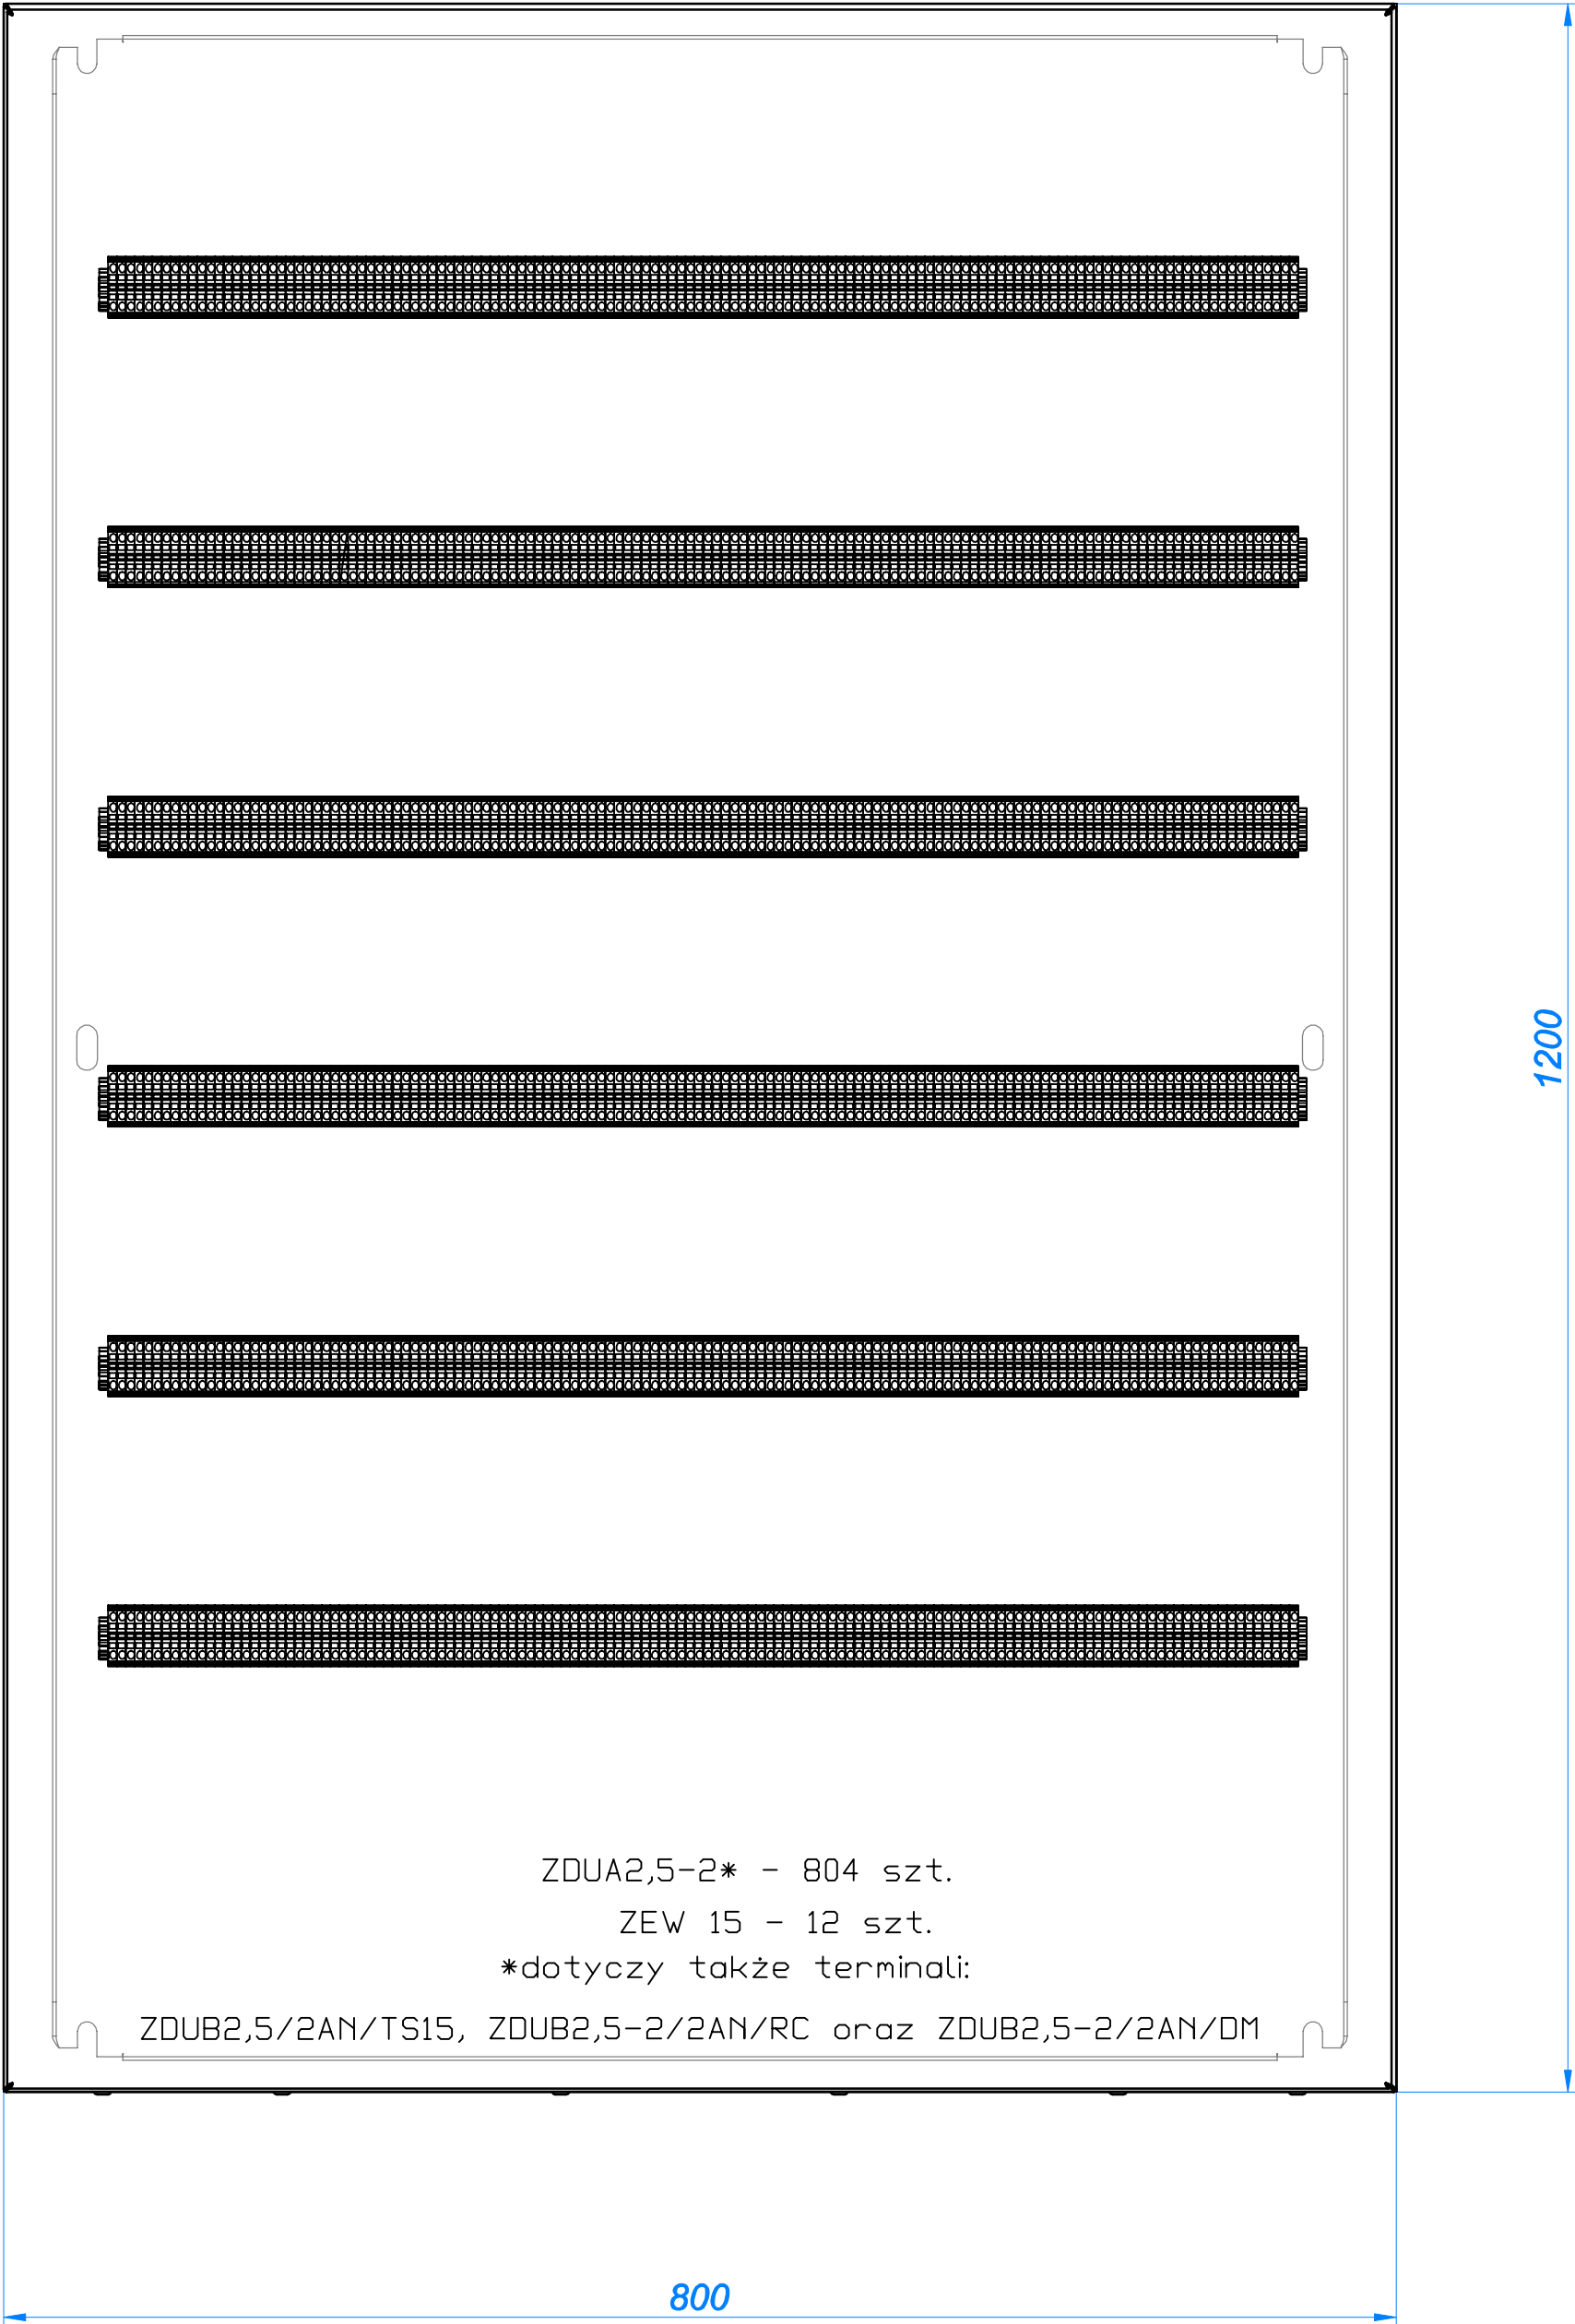 1200
ZDUA2,5-2* - 804 szt.
ZEW 15 - 12 szt.
*dotyczy także terminali:
ZDUB2,5/2AN/TS15, ZDUB2,5-2/2AN/RC oraz ZDUB2,5-2/2AN/DM
800